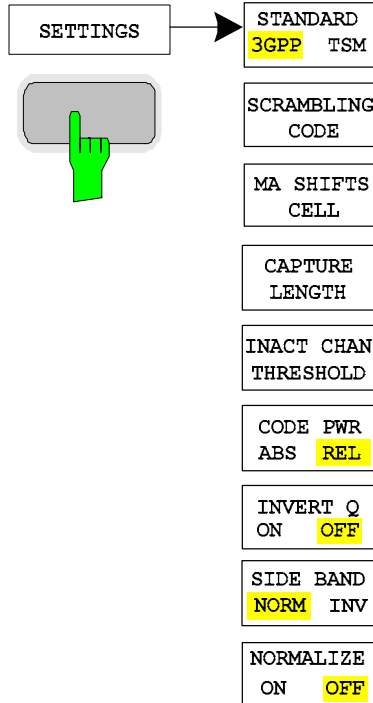 SETTINGS
STANDARD
3GPP TSM
SCRAMBLING
CODE
MA SHIFTS
CELL
CAPTURE
LENGTH
INACT CHAN
THRESHOLD
CODE PWR
ABS REL
INVERT Q
ON OFF
SIDE BAND
NORM INV
NORMALIZE
ON OFF